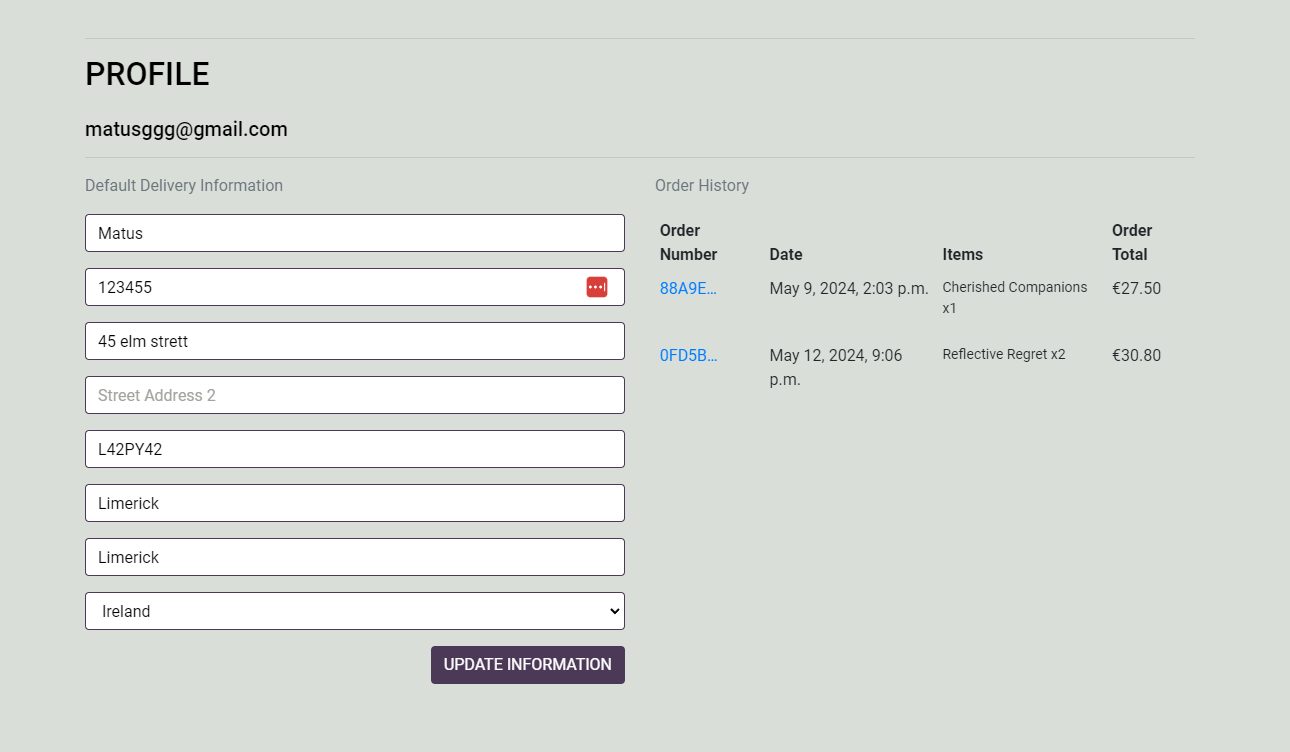 PROFILE
matusggg@gmail.com
Default Delivery Information
Matus
123455
45 elm strett
Street Address 2
L42PY42
Limerick
Limerick
Ireland
UPDATE INFORMATION
Order History
Order Number Date Items Order Total
88A9E... May 9, 2024, 2:03 p.m. Cherished Companions x1 €27.50
0FD5B... May 12, 2024, 9:06 p.m. Reflective Regret x2 €30.80